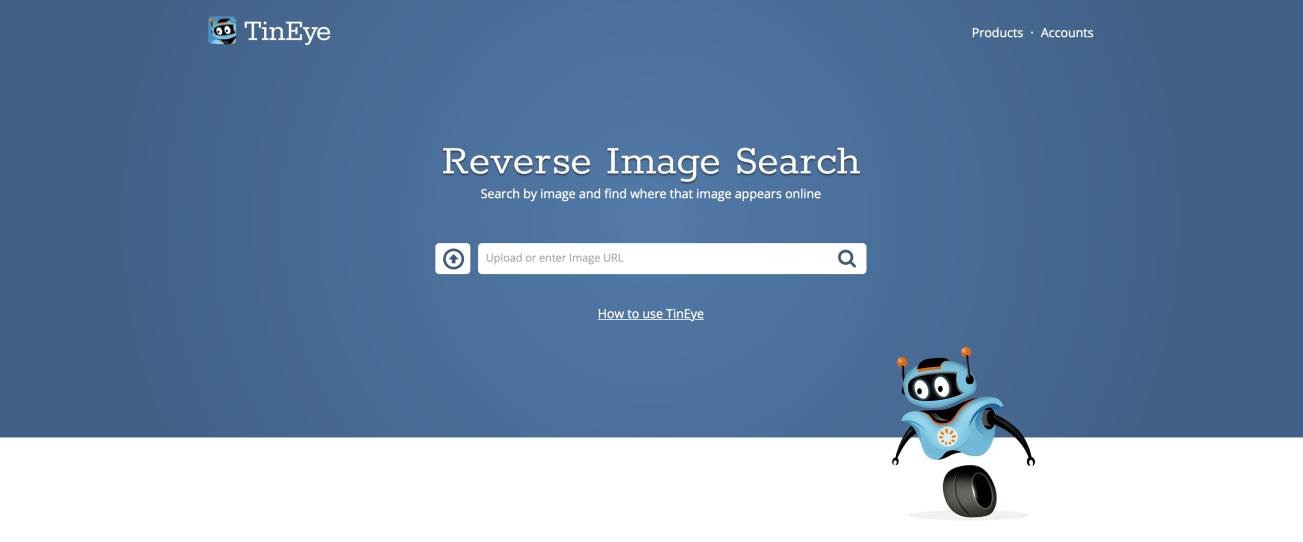 TinEye
Products · Accounts
Reverse Image Search
Search by image and find where that image appears online
Upload or enter Image URL
How to use TinEye